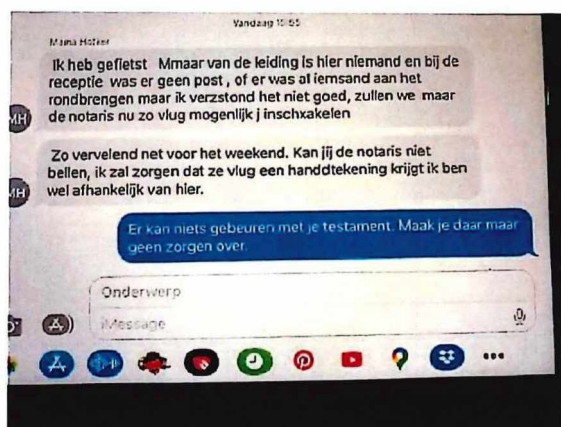 Vandaag 15:55
Mama Hofker
Ik heb gefietst Mmaar van de leiding is hier niemand en bij de
receptie was er geen post , of er was al iemsand aan het
rondbrengen maar ik verzstond het niet goed, zullen we maar
de notaris nu zo vlug mogenlijk j inschxakelen
MH
Zo vervelend net voor het weekend. Kan jij de notaris niet
bellen, ik zal zorgen dat ze vlug een handdtekening krijgt ik ben
wel afhankelijk van hier.
MH
Er kan niets gebeuren met je testament. Maak je daar maar
geen zorgen over.
Onderwerp
iMessage